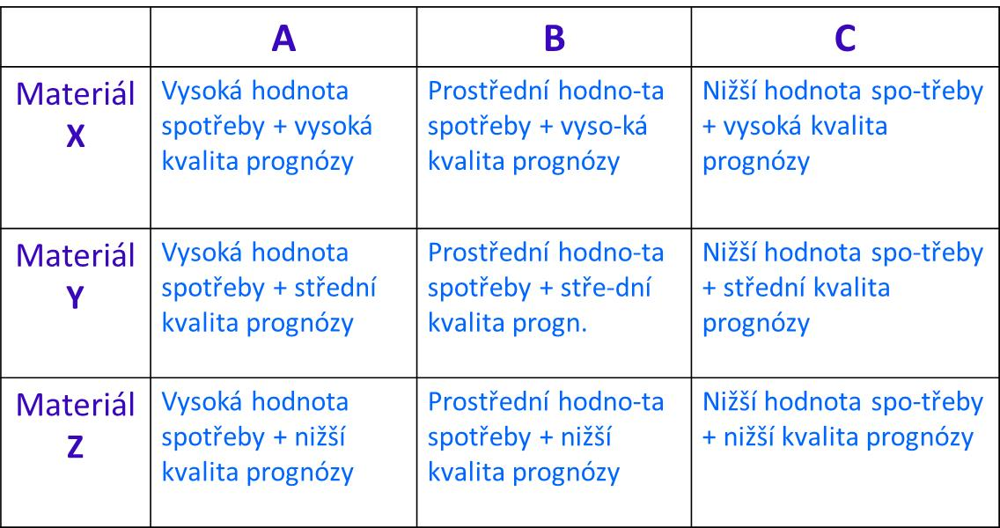 A
B
C
Materiál
X
Vysoká hodnota
spotřeby + vysoká
kvalita prognózy
Prostřední hodno-ta
spotřeby + vyso-ká
kvalita prognózy
Nižší hodnota spo-třeby
+ vysoká kvalita
prognózy
Materiál
Y
Vysoká hodnota
spotřeby + střední
kvalita prognózy
Prostřední hodno-ta
spotřeby + stře-dní
kvalita progn.
Nižší hodnota spo-třeby
+ střední kvalita
prognózy
Materiál
Z
Vysoká hodnota
spotřeby + nižší
kvalita prognózy
Prostřední hodno-ta
spotřeby + nižší
kvalita prognózy
Nižší hodnota spo-třeby
+ nižší kvalita prognózy